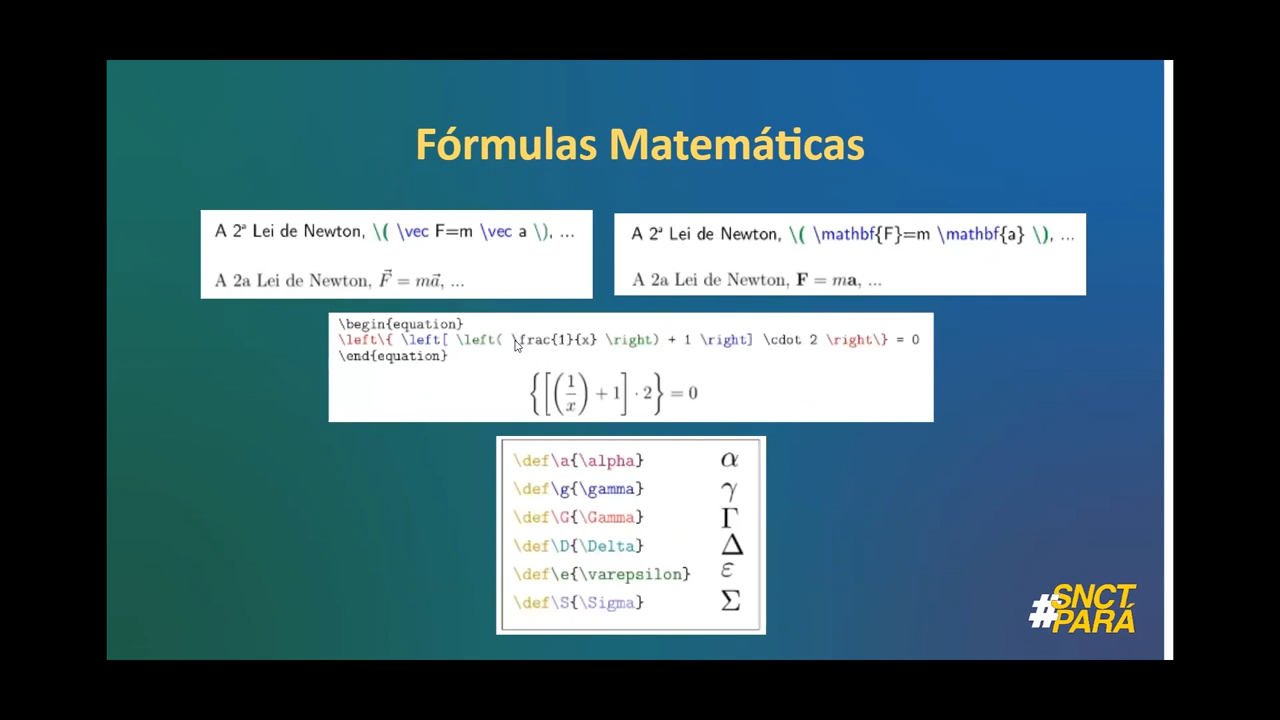 Fórmulas Matemáticas
A 2ª Lei de Newton, \( \vec F=m \vec a \), ...
A 2a Lei de Newton, F⃗ = ma⃗, ...
A 2ª Lei de Newton, \( \mathbf{F}=m \mathbf{a} \), ...
A 2a Lei de Newton, F = ma, ...
\begin{equation}
\left\{ \left[ \left( \frac{1}{x} \right) + 1 \right] \cdot 2 \right\} = 0
\end{equation}
{[(1/x) + 1] · 2} = 0
\def\a{\alpha} α
\def\g{\gamma} γ
\def\G{\Gamma} Γ
\def\D{\Delta} Δ
\def\e{\varepsilon} ε
\def\S{\Sigma} Σ
#SNCT
PARÁ